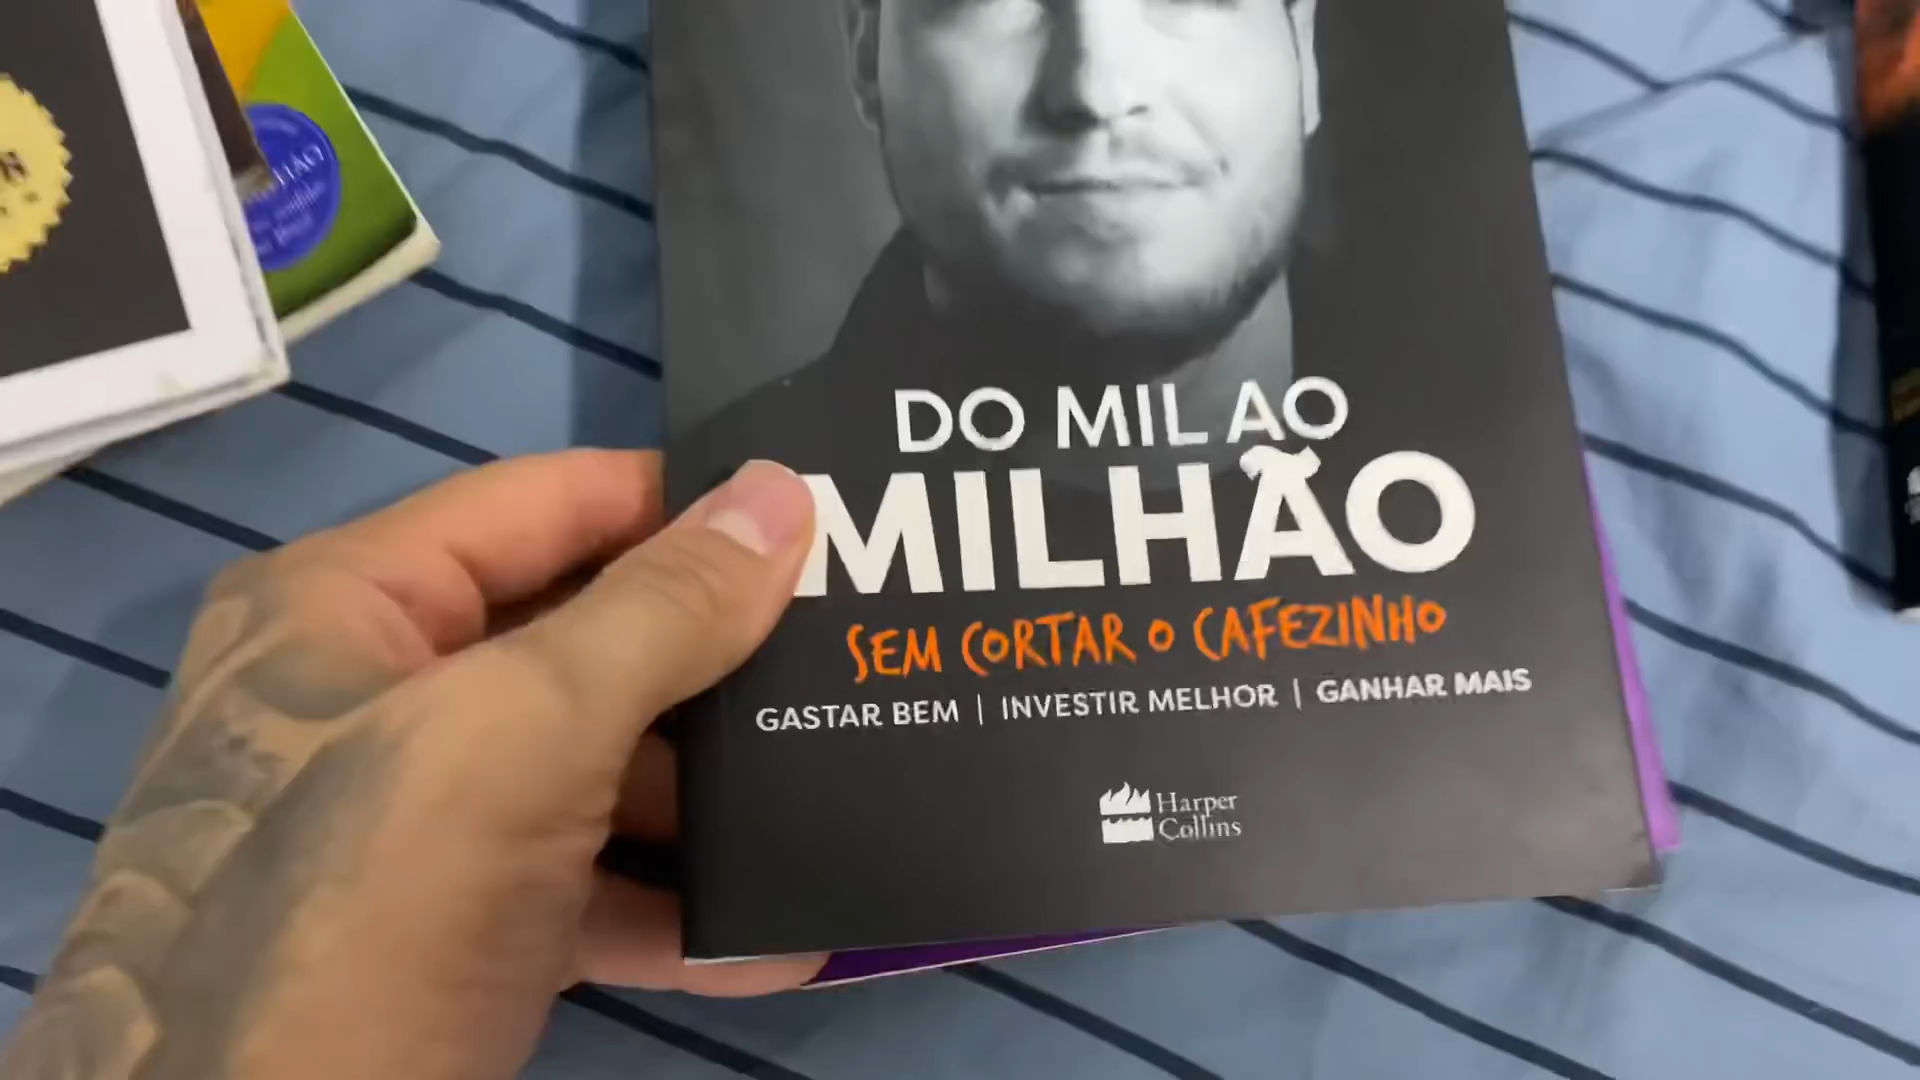 DO MIL AO
MILHÃO
SEM CORTAR O CAFEZINHO
GASTAR BEM | INVESTIR MELHOR | GANHAR MAIS
Harper
Collins